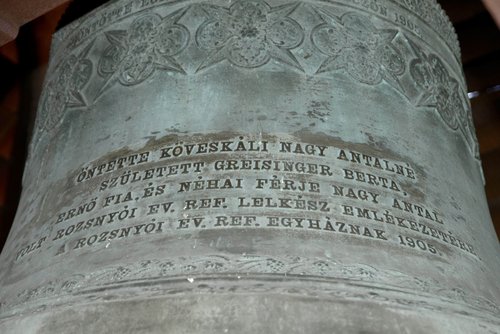 ÖNTETTE KÖVESKÁLI NAGY ANTALNÉ
SZÜLETETT GREISINGER BERTA,
ERNŐ FIA, ÉS NÉHAI FÉRJE NAGY ANTAL
VOLT ROZSNYÓI EV. REF. LELKÉSZ EMLÉKEZETÉRE
A ROZSNYÓI EV. REF. EGYHÁZNAK 1905.